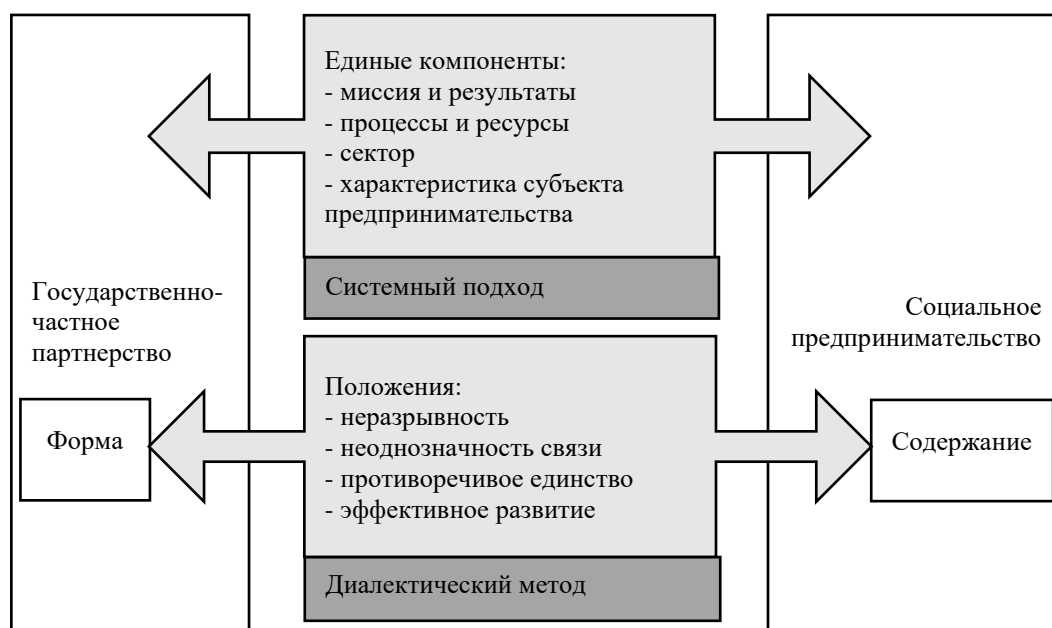 Единые компоненты:
- миссия и результаты
- процессы и ресурсы
- сектор
- характеристика субъекта
предпринимательства
Системный подход
Государственно-
частное
партнерство
Социальное
предпринимательство
Положения:
- неразрывность
- неоднозначность связи
- противоречивое единство
- эффективное развитие
Форма
Содержание
Диалектический метод